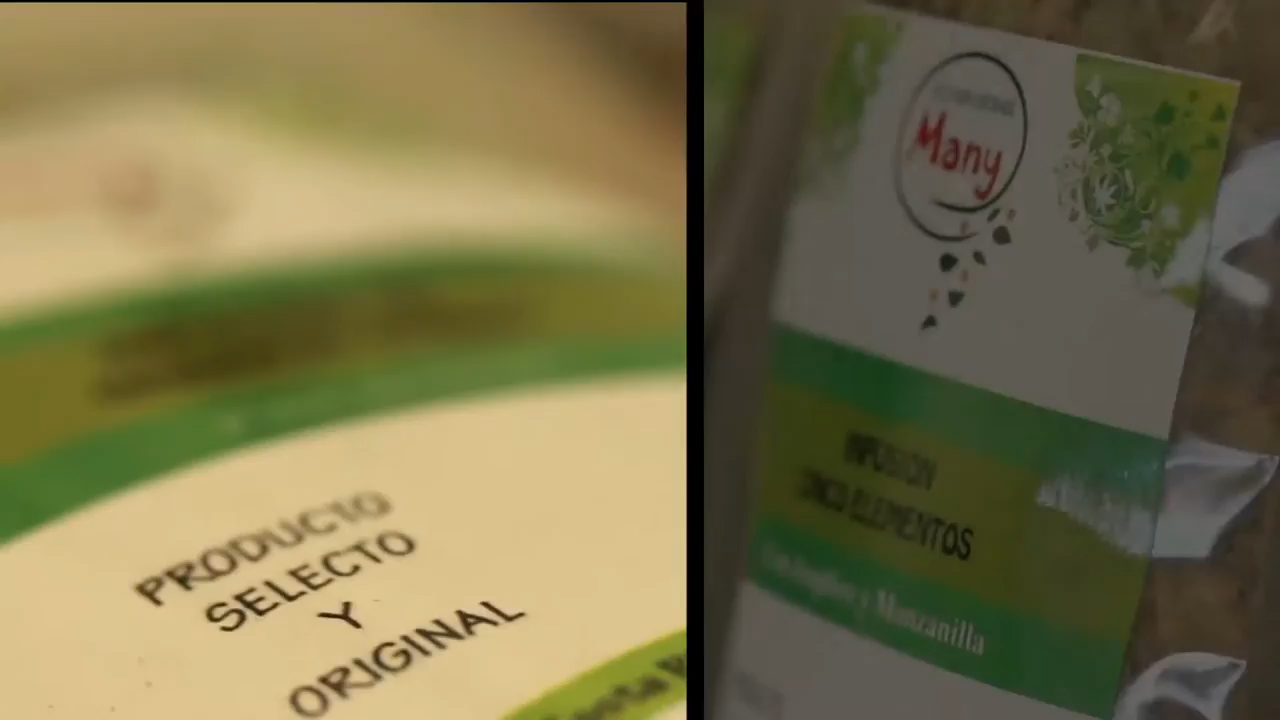 PRODUCTO
SELECTO
Y
ORIGINAL
Many
INFUSION
CINCO ELEMENTOS
Manzanilla